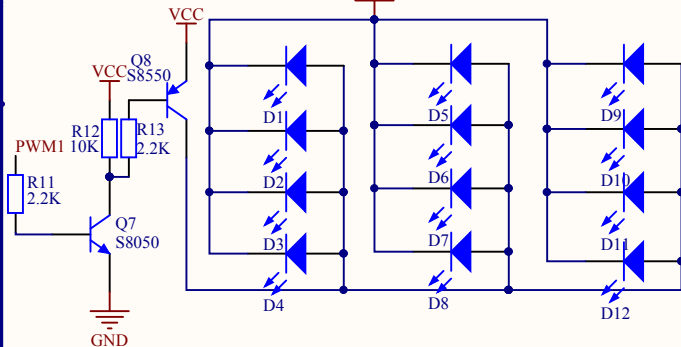 VCC
Q8
S8550
VCC
R12
10K
R13
2.2K
PWM1
R11
2.2K
Q7
S8050
GND
D1
D2
D3
D4
D5
D6
D7
D8
D9
D10
D11
D12